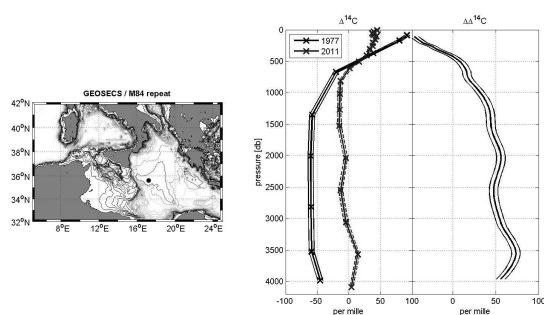 GEOSECS / M84 repeat
42°N
40°N
38°N
36°N
34°N
32°N
8°E 12°E 16°E 20°E 24°E
Δ¹⁴C
1977
2011
pressure [db]
0
500
1000
1500
2000
2500
3000
3500
4000
-100 -50 0 50 100
per mille
ΔΔ¹⁴C
0 50 100
per mille